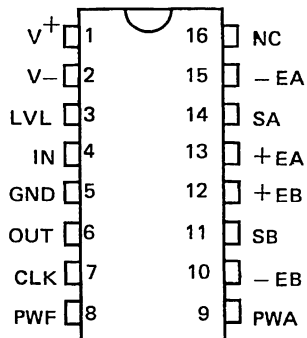 V+ 1 16 NC
V− 2 15 −EA
LVL 3 14 SA
IN 4 13 +EA
GND 5 12 +EB
OUT 6 11 SB
CLK 7 10 −EB
PWF 8 9 PWA